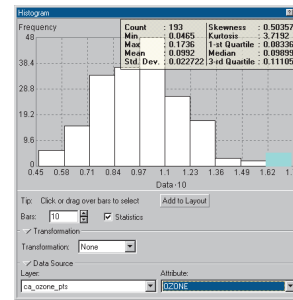 Histogram
Frequency
Count : 193 Skewness : 0.50357
Min : 0.0465 Kurtosis : 3.7192
Max : 0.1736 1-st Quartile : 0.08336
Mean : 0.0992 Median : 0.09899
Std. Dev. : 0.022722 3-rd Quartile : 0.11105
48
38.4
28.8
19.2
9.6
0
0.45 0.58 0.71 0.84 0.97 1.1 1.23 1.36 1.49 1.62 1.
Data·10
Tip: Click or drag over bars to select Add to Layout
Bars: 10 Statistics
Transformation
Transformation: None
Data Source
Layer: Attribute:
ca_ozone_pts OZONE